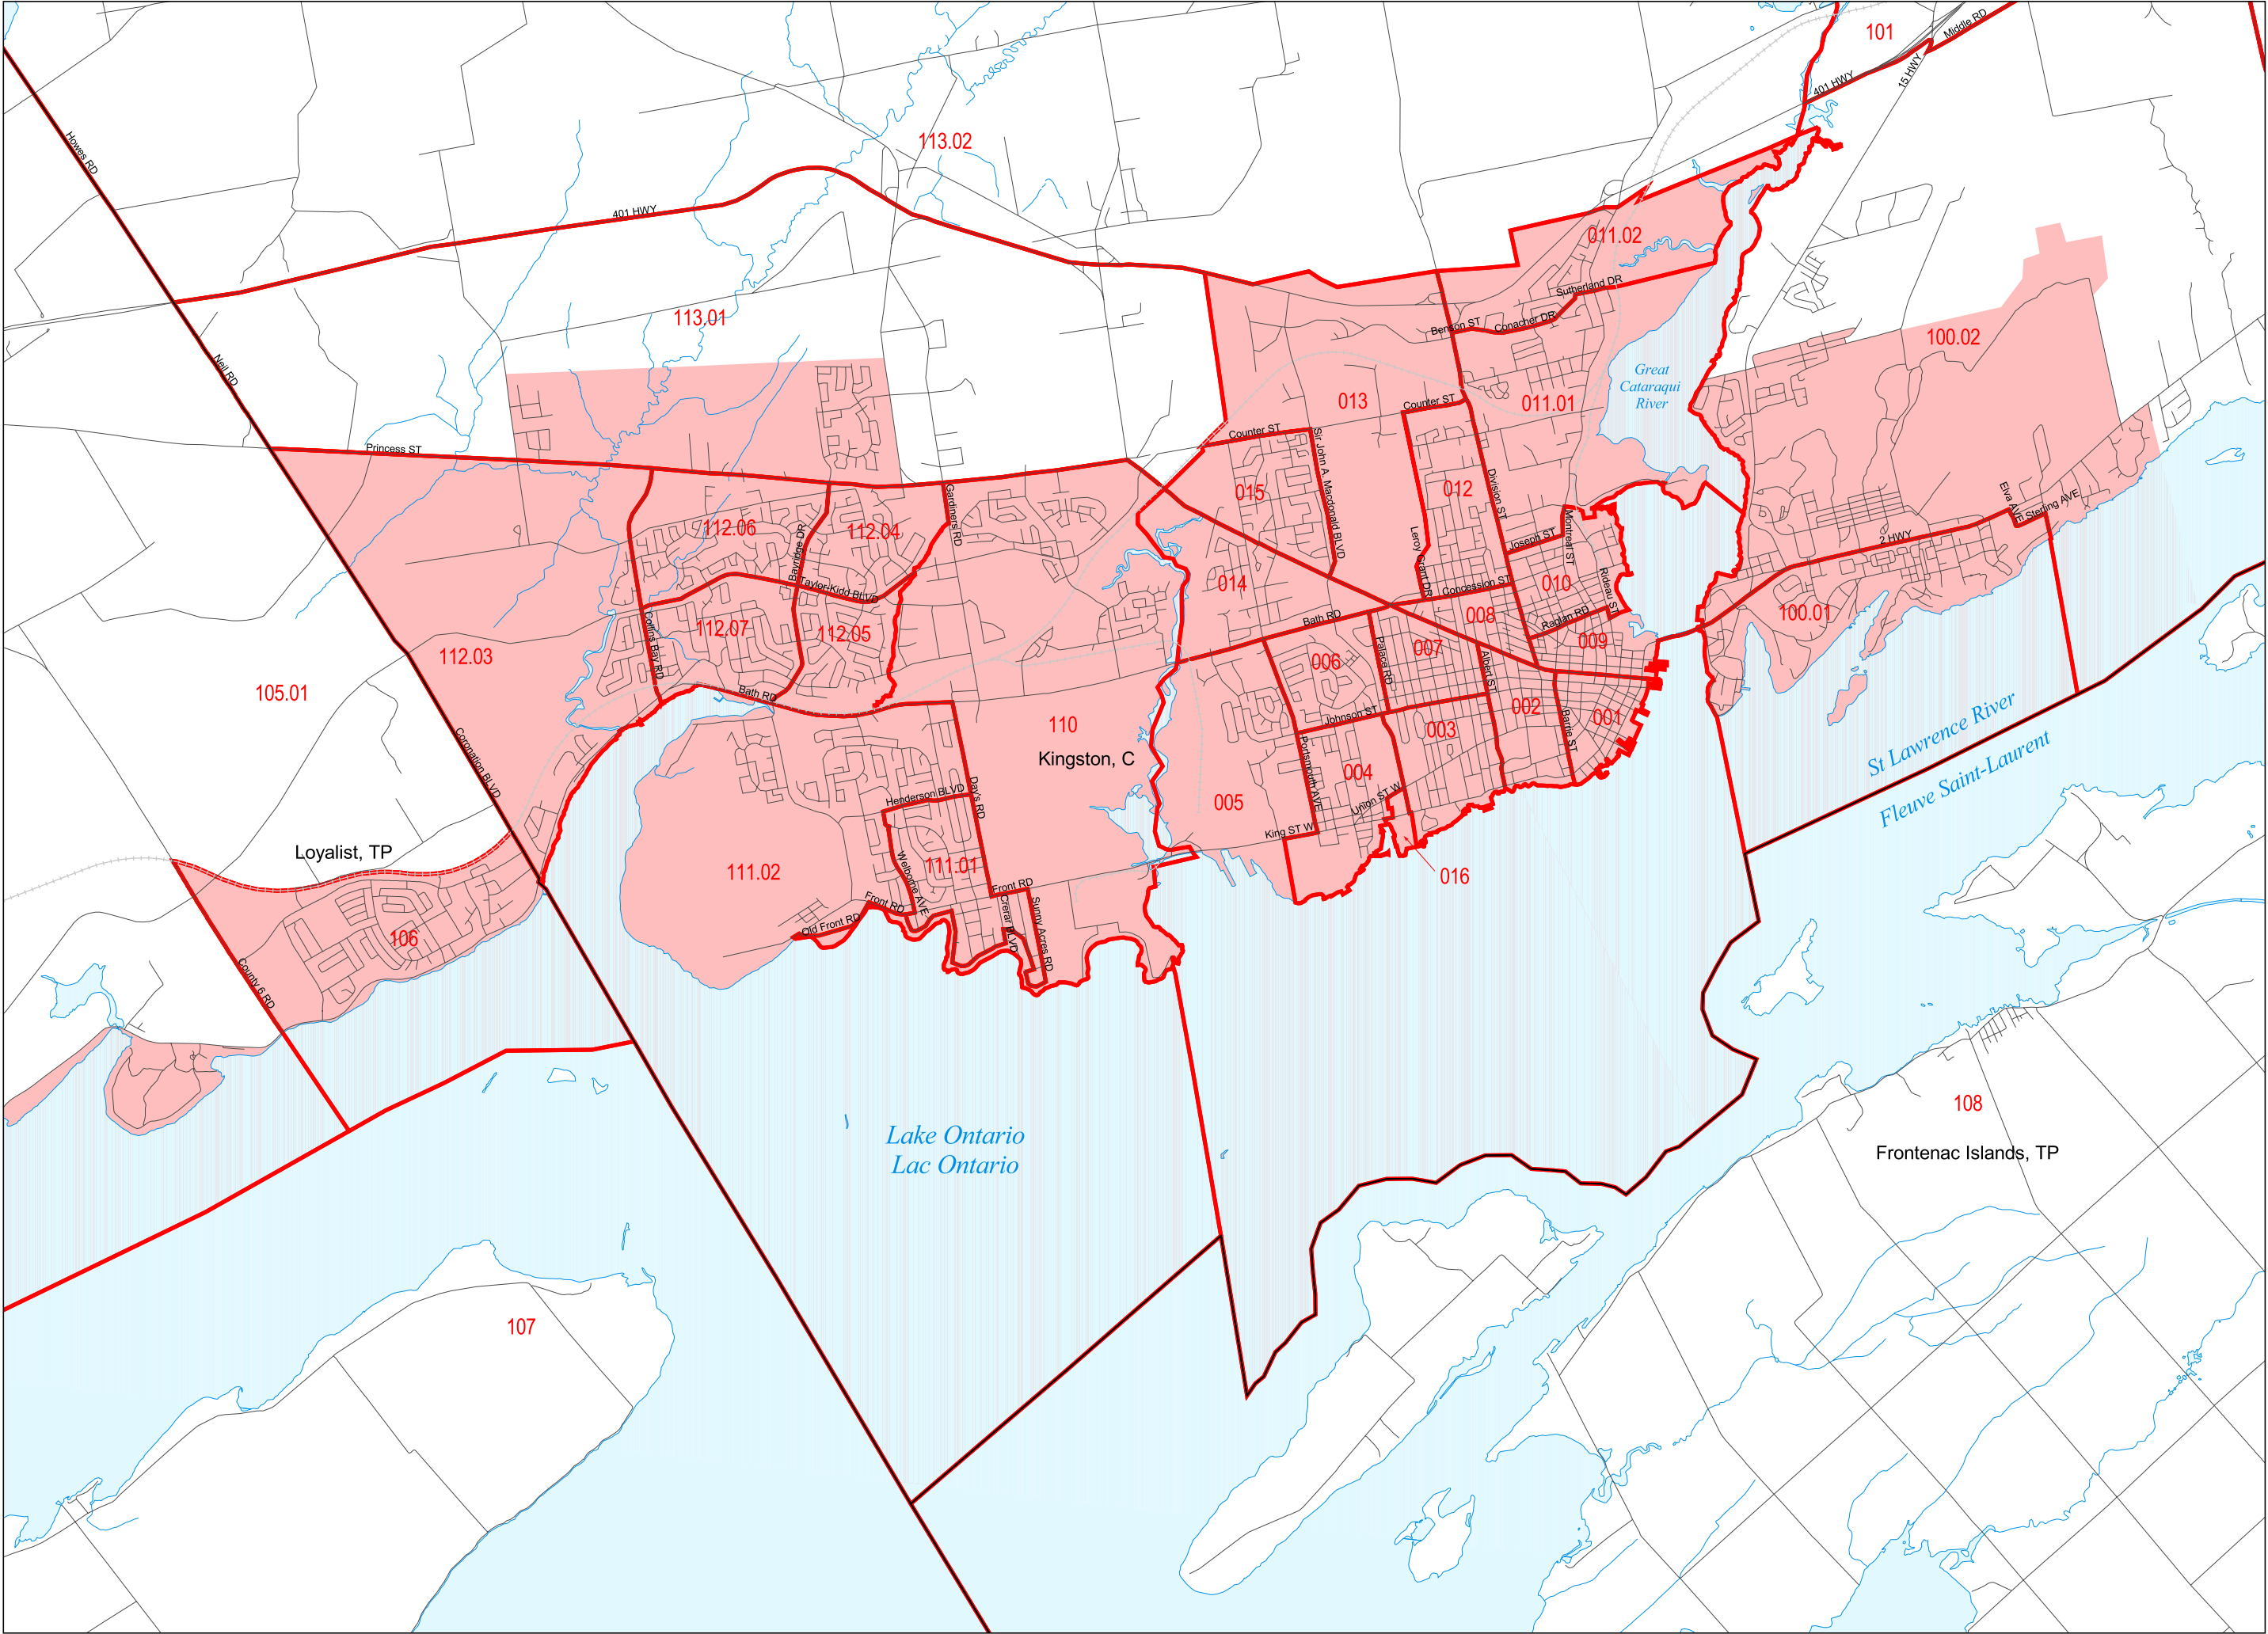 101
Middle RD
401 HWY
15 HWY
Howes RD
113.02
401 HWY
011.02
Sutherland DR
113.01
Benson ST
Conacher DR
100.02
Neil RD
Great
Cataraqui
River
013
Counter ST
011.01
Princess ST
Counter ST
Sir John A. Macdonald BLVD
015
012
Division ST
Gardiners RD
112.06
Bayridge DR
112.04
Leroy Grant DR
Joseph ST
Montreal ST
Elva AVE
Sterling AVE
2 HWY
Taylor-Kidd BLVD
014
Concession ST
010
Rideau ST
Collins Bay RD
112.07
112.05
Bath RD
008
Raglan RD
009
100.01
112.03
006
Palace RD
007
Albert ST
105.01
Bath RD
Johnson ST
003
002
Barrie ST
001
110
Kingston, C
Coronation BLVD
Portsmouth AVE
004
St Lawrence River
Fleuve Saint-Laurent
Henderson BLVD
Day's RD
005
Union ST W
King ST W
Loyalist, TP
111.02
Welborne AVE
111.01
016
Front RD
Front RD
Crerar BLVD
Sunny Acres RD
Old Front RD
106
County 6 RD
108
Lake Ontario
Lac Ontario
Frontenac Islands, TP
107